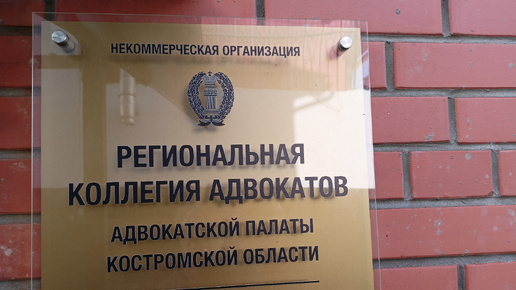 НЕКОММЕРЧЕСКАЯ ОРГАНИЗАЦИЯ
РЕГИОНАЛЬНАЯ
КОЛЛЕГИЯ АДВОКАТОВ
АДВОКАТСКОЙ ПАЛАТЫ
КОСТРОМСКОЙ ОБЛАСТИ